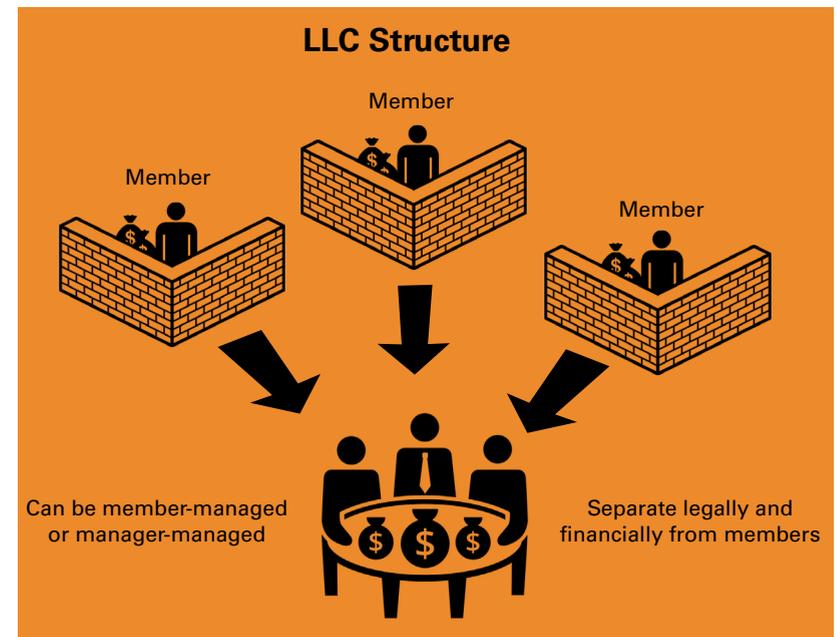 LLC Structure
Member
Member
Member
$
$
$
$
$
$
Can be member-managed
or manager-managed
$
$
$
Separate legally and
financially from members